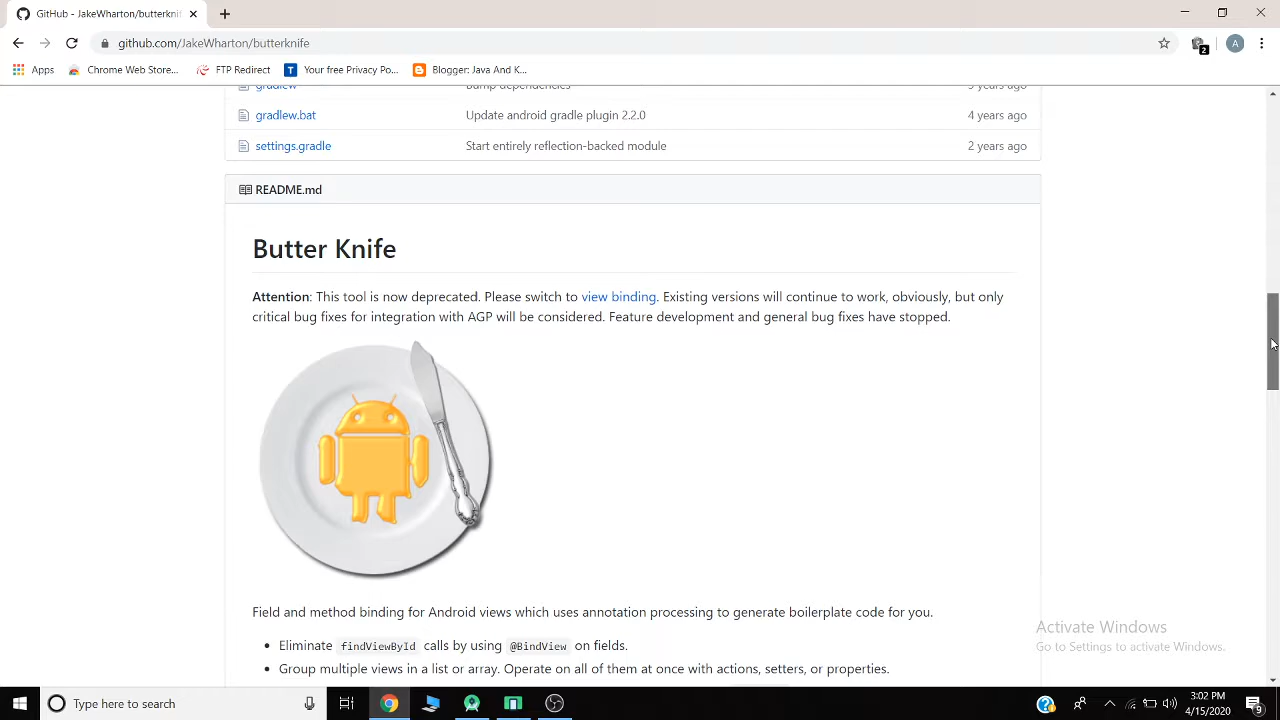 GitHub - JakeWharton/butterknif
github.com/JakeWharton/butterknife
2
A
Apps
Chrome Web Store...
FTP Redirect
T
Your free Privacy Po...
Blogger: Java And K...
gradlew
Bump dependencies
gradlew.bat
Update android gradle plugin 2.2.0
4 years ago
settings.gradle
Start entirely reflection-backed module
2 years ago
README.md
Butter Knife
Attention: This tool is now deprecated. Please switch to view binding. Existing versions will continue to work, obviously, but only
critical bug fixes for integration with AGP will be considered. Feature development and general bug fixes have stopped.
Field and method binding for Android views which uses annotation processing to generate boilerplate code for you.
Eliminate findViewById calls by using @BindView on fields.
Group multiple views in a list or array. Operate on all of them at once with actions, setters, or properties.
Activate Windows
Go to Settings to activate Windows.
Type here to search
3:02 PM
4/15/2020
9